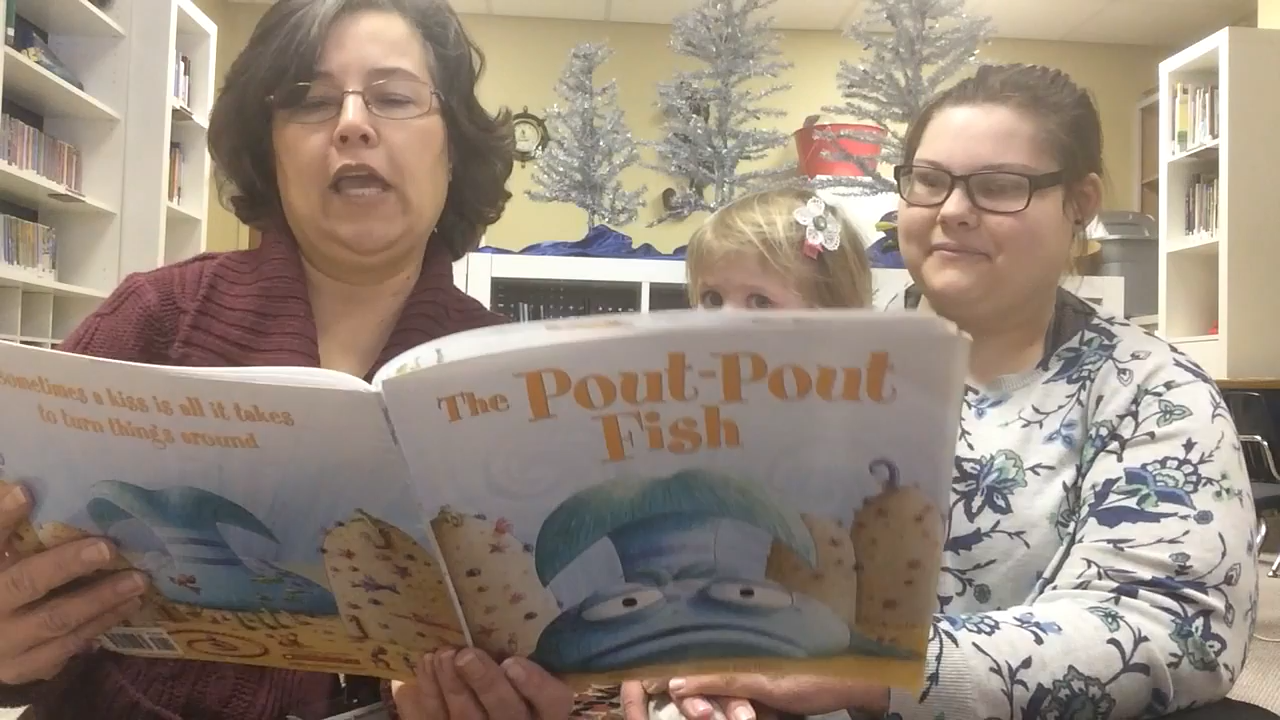 Sometimes a kiss is all it takes
to turn things around
The Pout-Pout
Fish